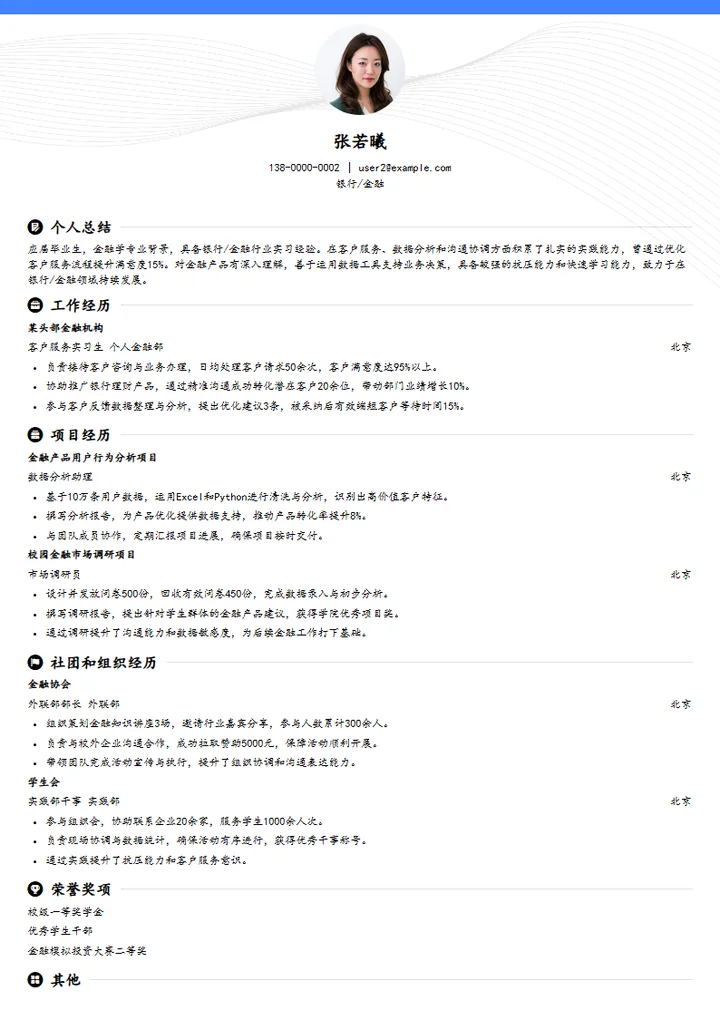 张若曦
138-0000-0002 | user2@example.com
银行/金融
个人总结
应届毕业生，金融学专业背景，具备银行/金融行业实习经验。在客户服务、数据分析和沟通协调方面积累了扎实的实践能力，曾通过优化
客户服务流程提升满意度15%。对金融产品有深入理解，善于运用数据工具支持业务决策，具备较强的抗压能力和快速学习能力，致力于在
银行/金融领域持续发展。
工作经历
某头部金融机构
客户服务实习生 个人金融部 北京
• 负责接待客户咨询与业务办理，日均处理客户请求50余次，客户满意度达95%以上。
• 协助推广银行理财产品，通过精准沟通成功转化潜在客户20余位，带动部门业绩增长10%。
• 参与客户反馈数据整理与分析，提出优化建议3条，被采纳后有效缩短客户等待时间15%。
项目经历
金融产品用户行为分析项目
数据分析助理 北京
• 基于10万条用户数据，运用Excel和Python进行清洗与分析，识别出高价值客户特征。
• 撰写分析报告，为产品优化提供数据支持，推动产品转化率提升8%。
• 与团队成员协作，定期汇报项目进展，确保项目按时交付。
校园金融市场调研项目
市场调研员 北京
• 设计并发放问卷500份，回收有效问卷450份，完成数据录入与初步分析。
• 撰写调研报告，提出针对学生群体的金融产品建议，获得学院优秀项目奖。
• 通过调研提升了沟通能力和数据敏感度，为后续金融工作打下基础。
社团和组织经历
金融协会
外联部部长 外联部 北京
• 组织策划金融知识讲座3场，邀请行业嘉宾分享，参与人数累计300余人。
• 负责与校外企业沟通合作，成功拉取赞助5000元，保障活动顺利开展。
• 带领团队完成活动宣传与执行，提升了组织协调和沟通表达能力。
学生会
实践部干事 实践部 北京
• 参与组织会，协助联系企业20余家，服务学生1000余人次。
• 负责现场协调与数据统计，确保活动有序进行，获得优秀干事称号。
• 通过实践提升了抗压能力和客户服务意识。
荣誉奖项
校级一等奖学金
优秀学生干部
金融模拟投资大赛二等奖
其他